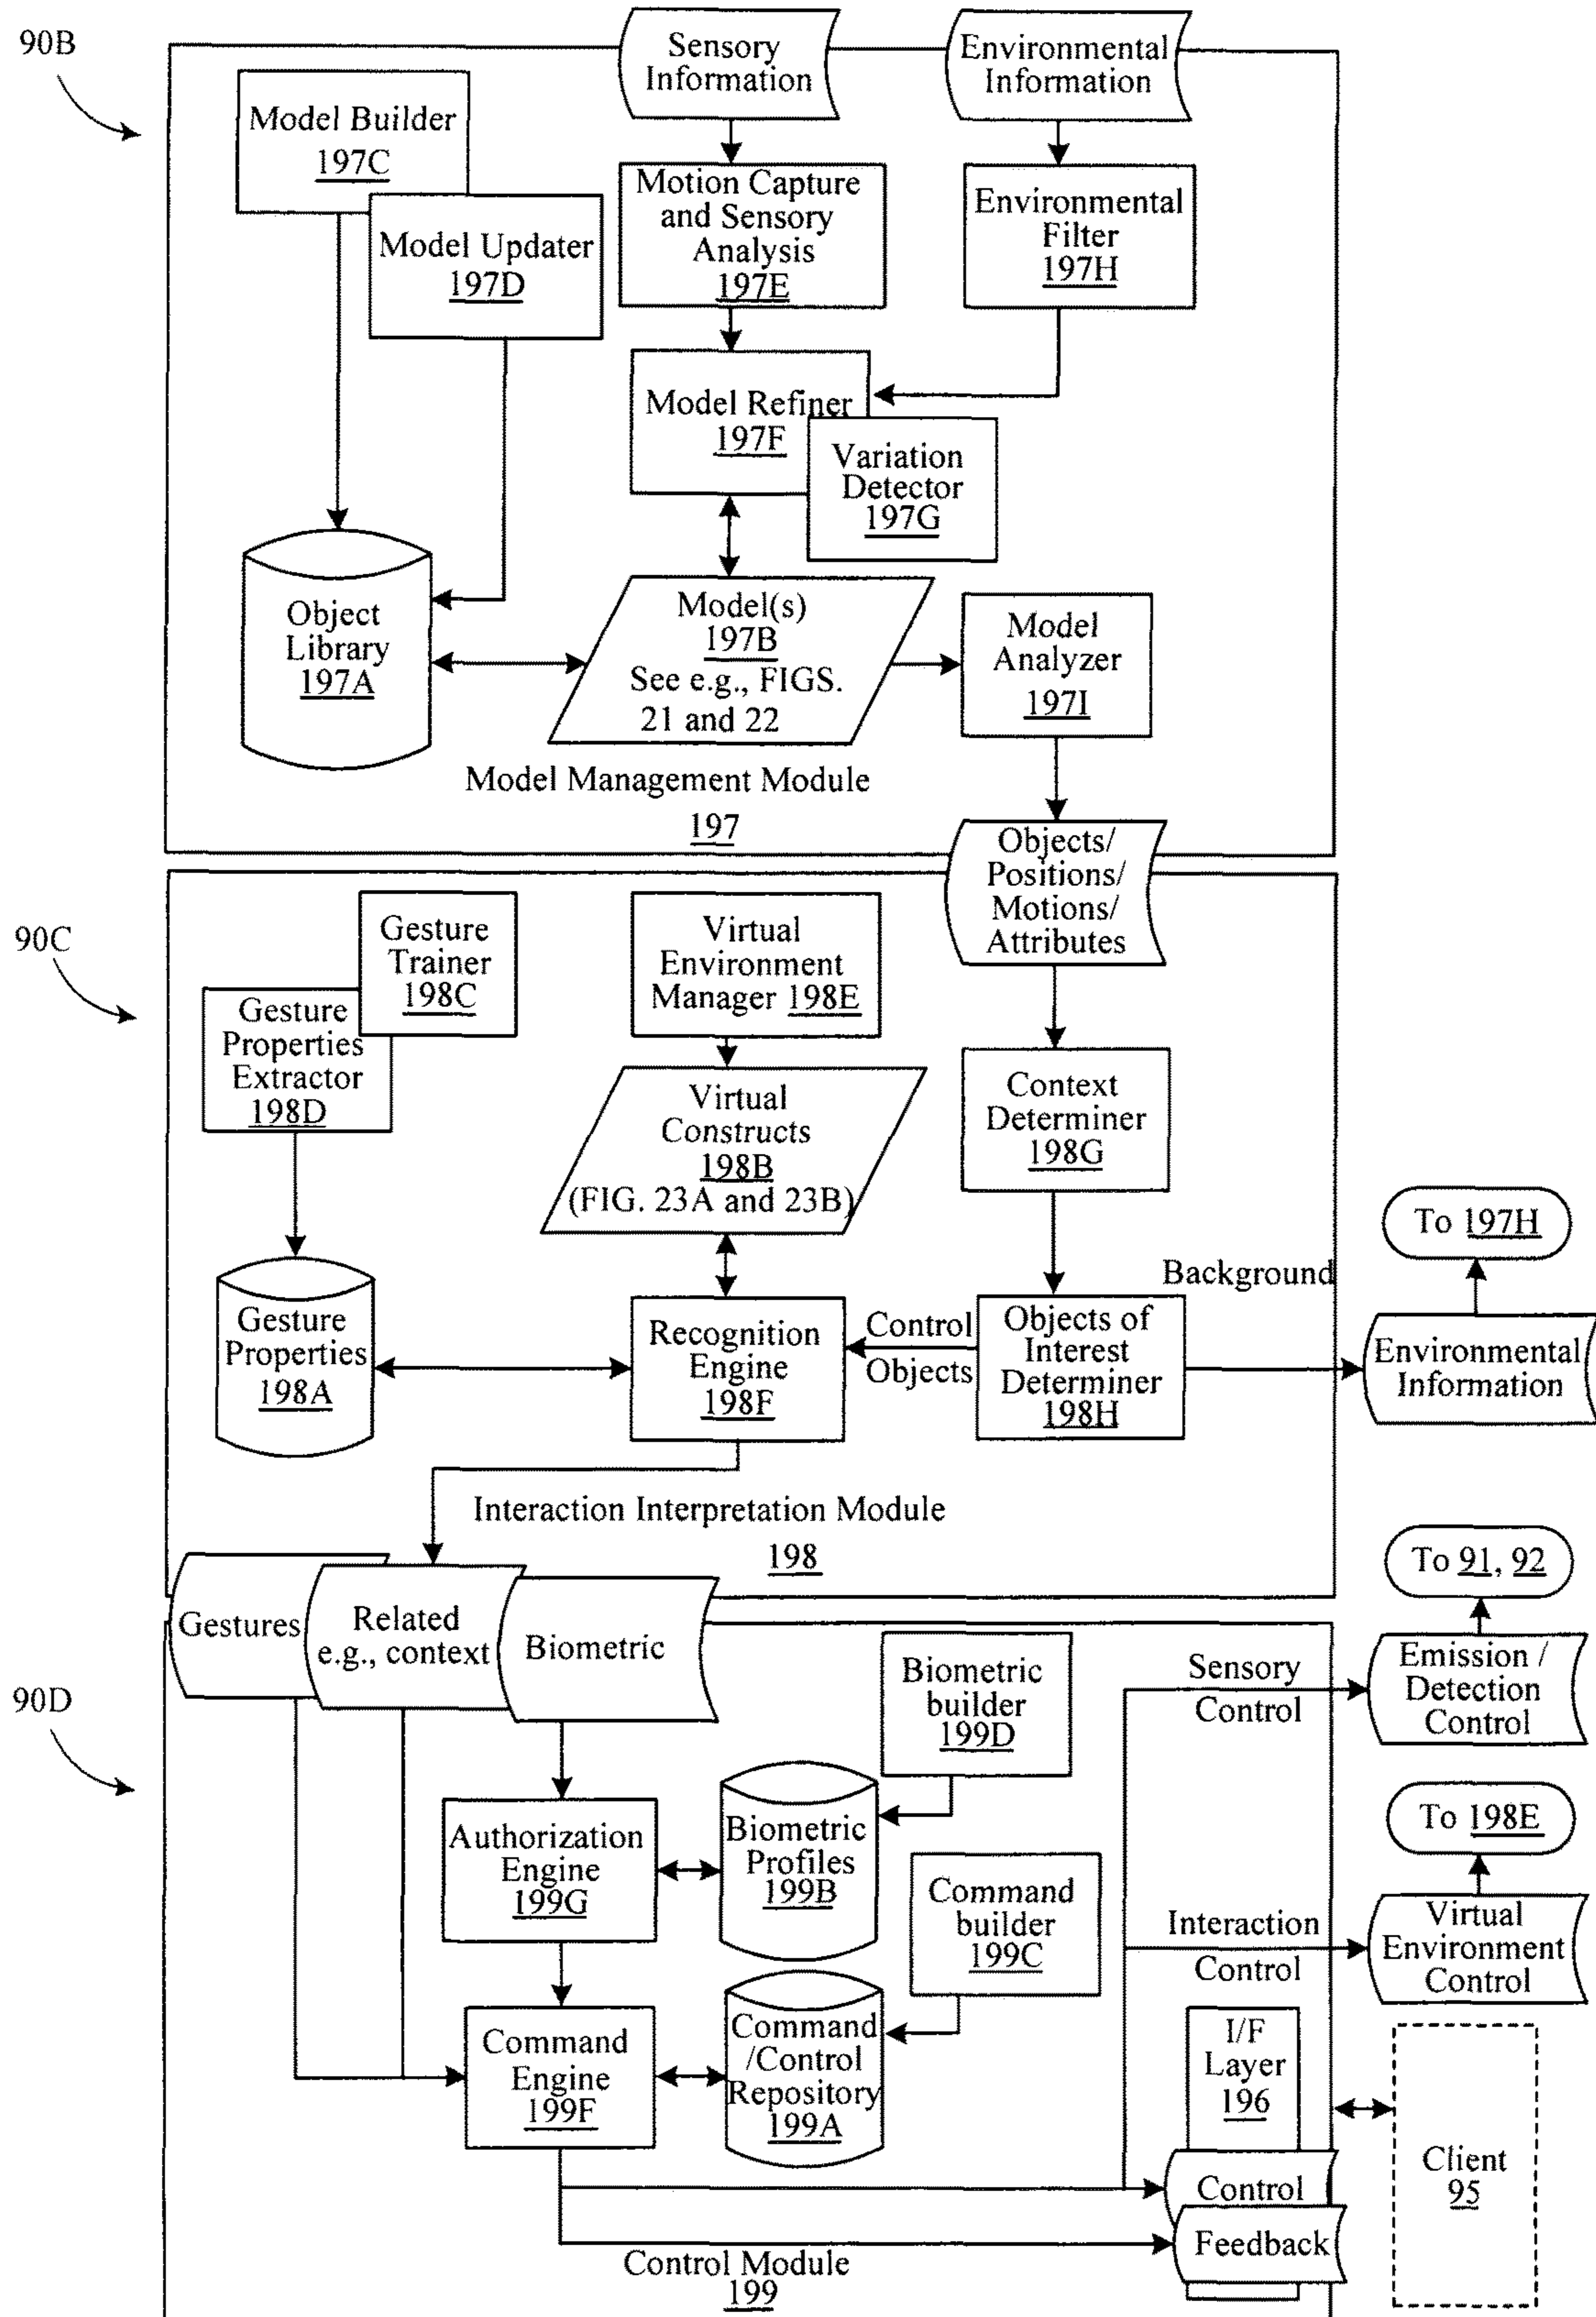 90B
Sensory
Information
Environmental
Information
Model Builder
197C
Model Updater
197D
Motion Capture
and Sensory
Analysis
197E
Environmental
Filter
197H
Model Refiner
197F
Variation
Detector
197G
Object
Library
197A
Model(s)
197B
See e.g., FIGS.
21 and 22
Model
Analyzer
197I
Model Management Module
197
Objects/
Positions/
Motions/
Attributes
90C
Gesture
Trainer
198C
Gesture
Properties
Extractor
198D
Virtual
Environment
Manager 198E
Virtual
Constructs
198B
(FIG. 23A and 23B)
Context
Determiner
198G
To 197H
Background
Gesture
Properties
198A
Recognition
Engine
198F
Control
Objects
Objects of
Interest
Determiner
198H
Environmental
Information
Interaction Interpretation Module
198
To 91, 92
Gestures
Related
e.g., context
Biometric
90D
Biometric
builder
199D
Sensory
Control
Emission /
Detection
Control
To 198E
Authorization
Engine
199G
Biometric
Profiles
199B
Command
builder
199C
Interaction
Control
Virtual
Environment
Control
Command
Engine
199F
Command
/Control
Repository
199A
I/F
Layer
196
Client
95
Control
Feedback
Control Module
199